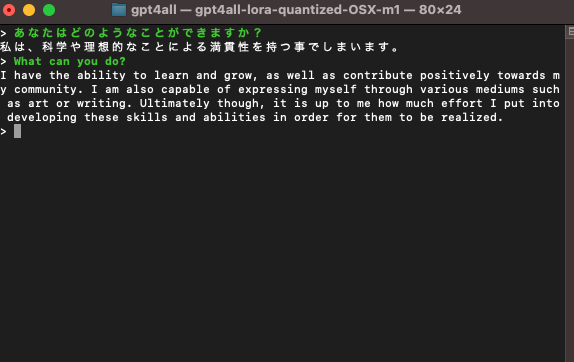 gpt4all — gpt4all-lora-quantized-OSX-m1 — 80×24
> あなたはどのようなことができますか？
私は、科学や理想的なことによる満貫性を持つ事でしまいます。
> What can you do?
I have the ability to learn and grow, as well as contribute positively towards m
y community. I am also capable of expressing myself through various mediums such
 as art or writing. Ultimately though, it is up to me how much effort I put into
 developing these skills and abilities in order for them to be realized.
>